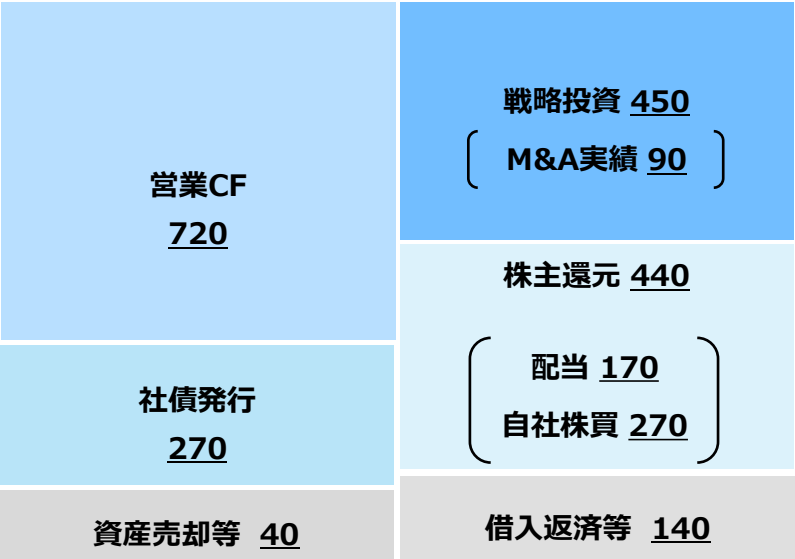 営業CF
720
社債発行
270
資産売却等 40
戦略投資 450
M&A実績 90
株主還元 440
配当 170
自社株買 270
借入返済等 140